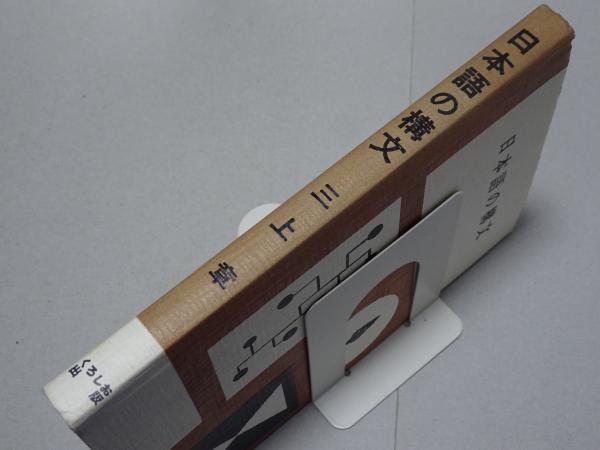 日本語の構文
三上章
くろしお
出版
日本語の構文